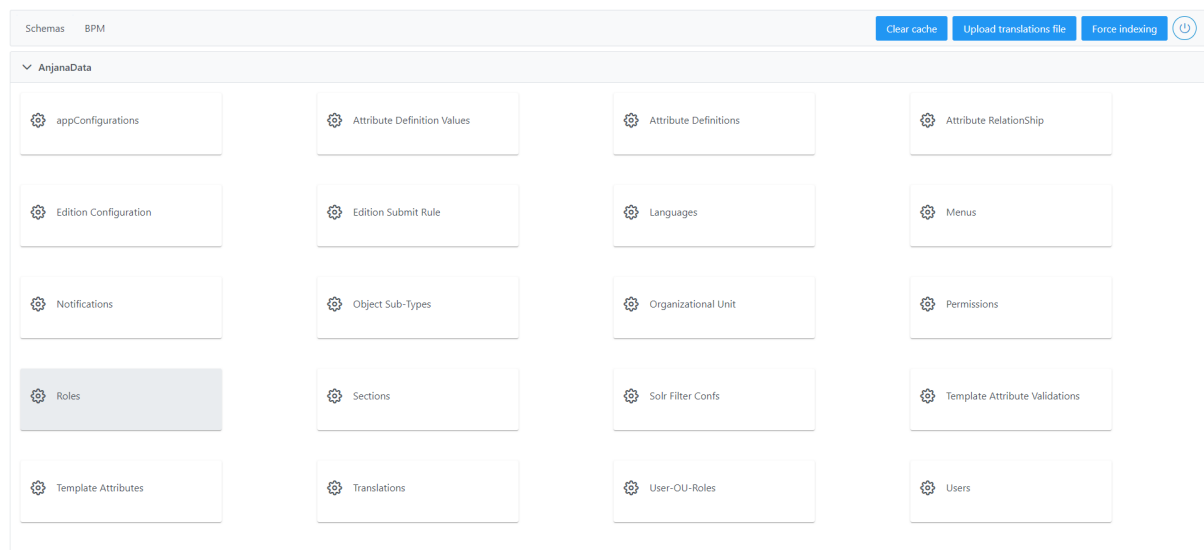 Schemas BPM Clear cache Upload translations file Force indexing
AnjanaData
appConfigurations Attribute Definition Values Attribute Definitions Attribute RelationShip
Edition Configuration Edition Submit Rule Languages Menus
Notifications Object Sub-Types Organizational Unit Permissions
Roles Sections Solr Filter Confs Template Attribute Validations
Template Attributes Translations User-OU-Roles Users